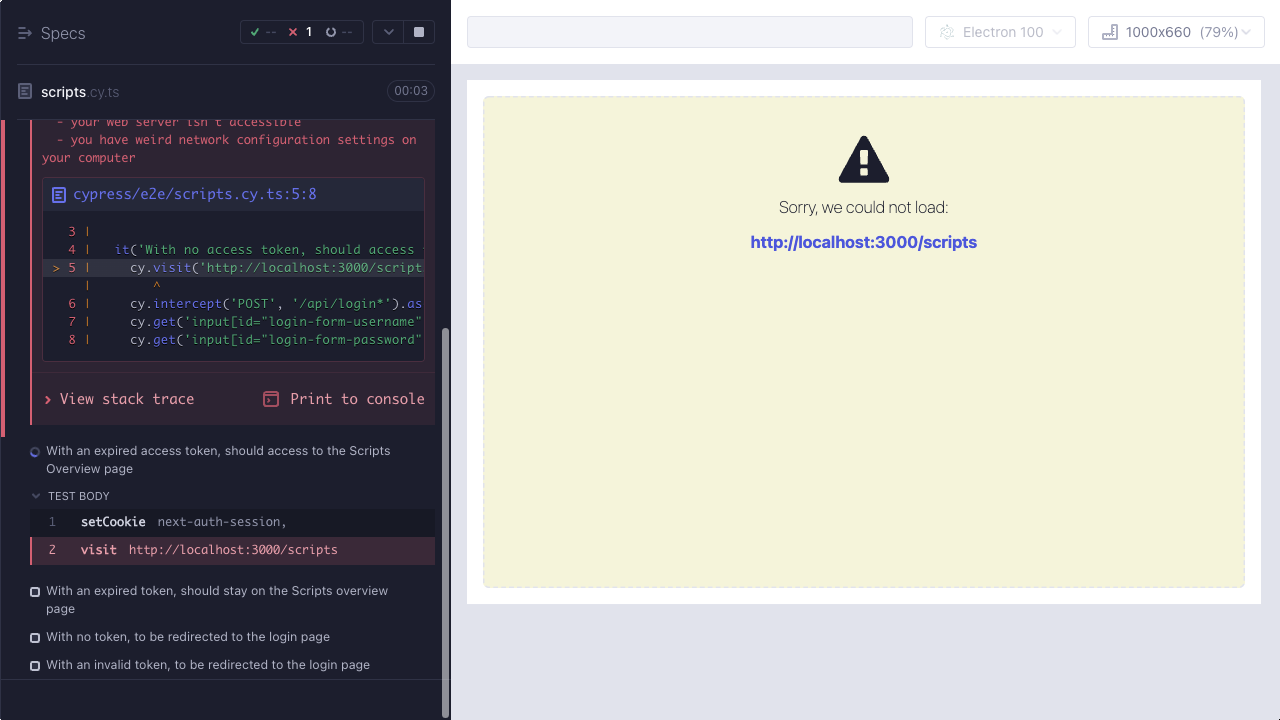 Specs
-- 1 --
scripts.cy.ts 00:03
- your web server isn't accessible
- you have weird network configuration settings on
your computer
cypress/e2e/scripts.cy.ts:5:8
3 |
4 | it('With no access token, should access
> 5 | cy.visit('http://localhost:3000/script
| ^
6 | cy.intercept('POST', '/api/login*').as
7 | cy.get('input[id="login-form-username"
8 | cy.get('input[id="login-form-password"
View stack trace Print to console
With an expired access token, should access to the Scripts
Overview page
TEST BODY
1 setCookie next-auth-session,
2 visit http://localhost:3000/scripts
With an expired token, should stay on the Scripts overview
page
With no token, to be redirected to the login page
With an invalid token, to be redirected to the login page
Electron 100
1000x660 (79%)
Sorry, we could not load:
http://localhost:3000/scripts